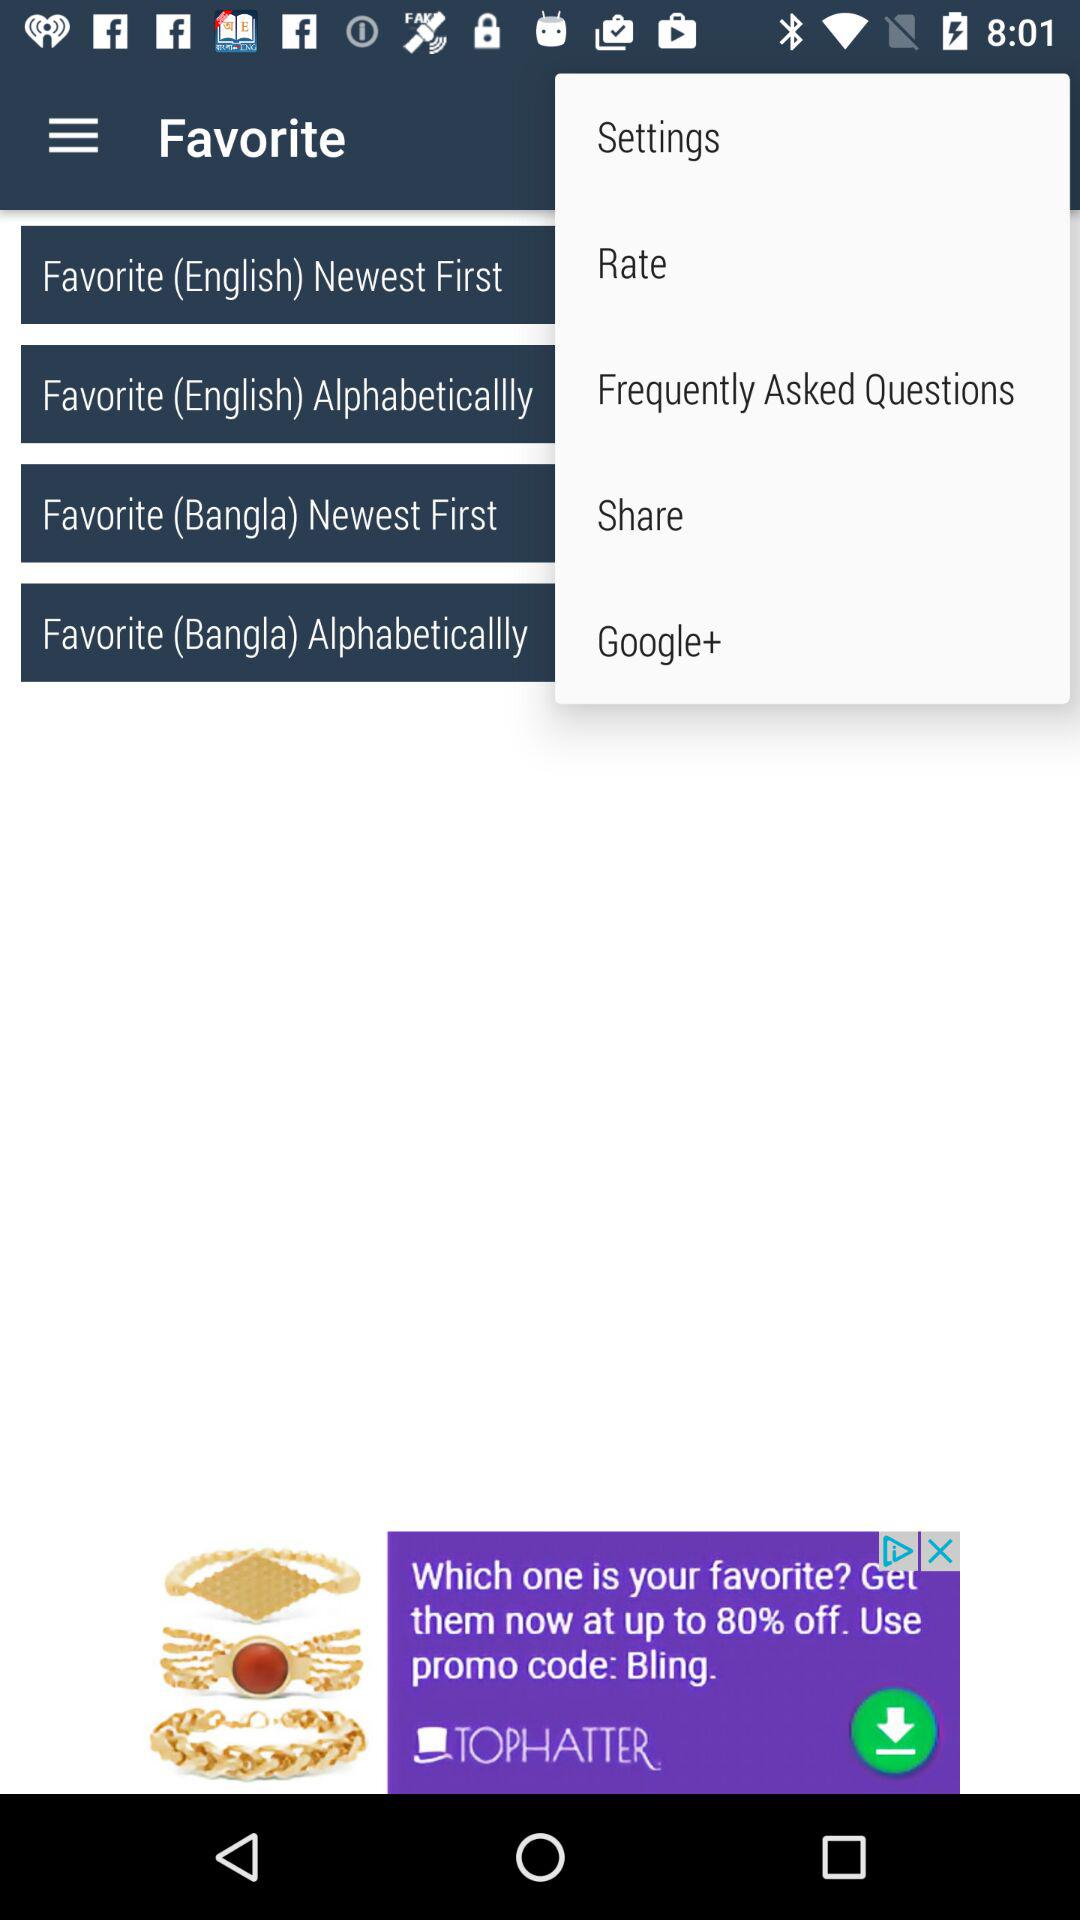 FAKE
8:01
Favorite
Settings
Rate
Frequently Asked Questions
Share
Google+
Favorite (English) Newest First
Favorite (English) Alphabeticallly
Favorite (Bangla) Newest First
Favorite (Bangla) Alphabeticallly
Which one is your favorite? Get
them now at up to 80% off. Use
promo code: Bling.
TOPHATTER